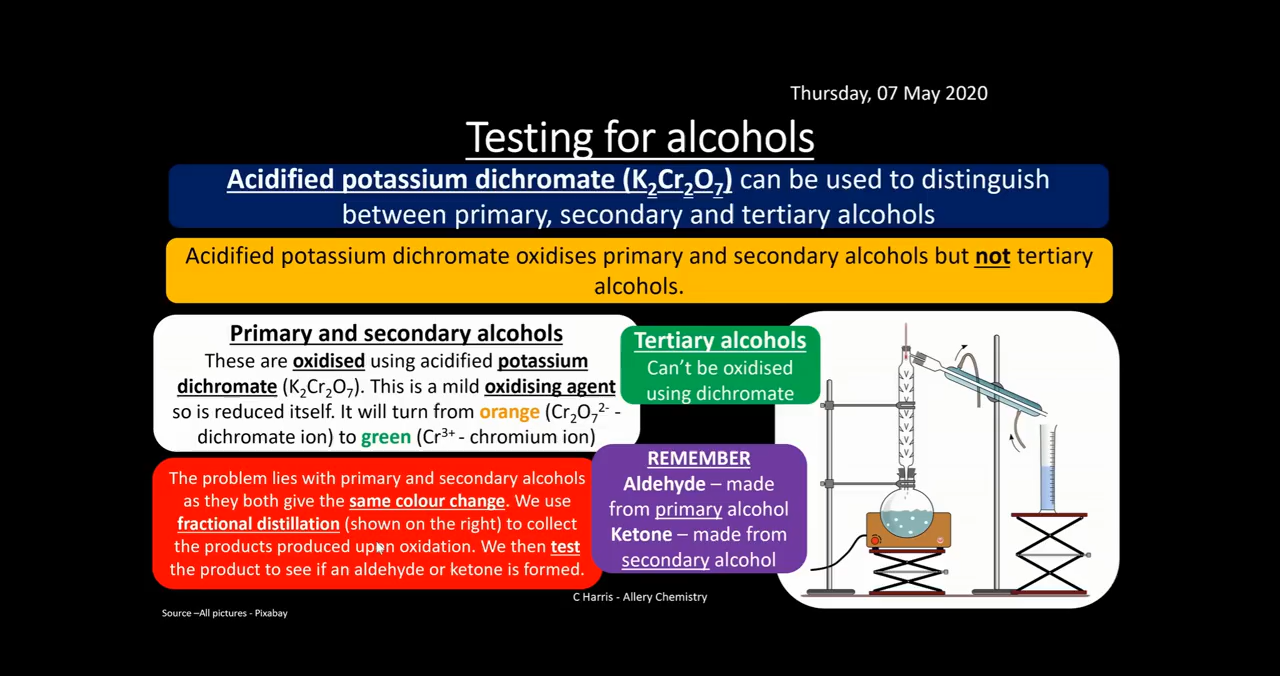 Thursday, 07 May 2020
Testing for alcohols
Acidified potassium dichromate (K₂Cr₂O₇) can be used to distinguish
between primary, secondary and tertiary alcohols
Acidified potassium dichromate oxidises primary and secondary alcohols but not tertiary
alcohols.
Primary and secondary alcohols
These are oxidised using acidified potassium
dichromate (K₂Cr₂O₇). This is a mild oxidising agent
so is reduced itself. It will turn from orange (Cr₂O₇²⁻ -
dichromate ion) to green (Cr³⁺ - chromium ion)
Tertiary alcohols
Can’t be oxidised
using dichromate
The problem lies with primary and secondary alcohols
as they both give the same colour change. We use
fractional distillation (shown on the right) to collect
the products produced upon oxidation. We then test
the product to see if an aldehyde or ketone is formed.
REMEMBER
Aldehyde – made
from primary alcohol
Ketone – made from
secondary alcohol
C Harris - Allery Chemistry
Source –All pictures - Pixabay